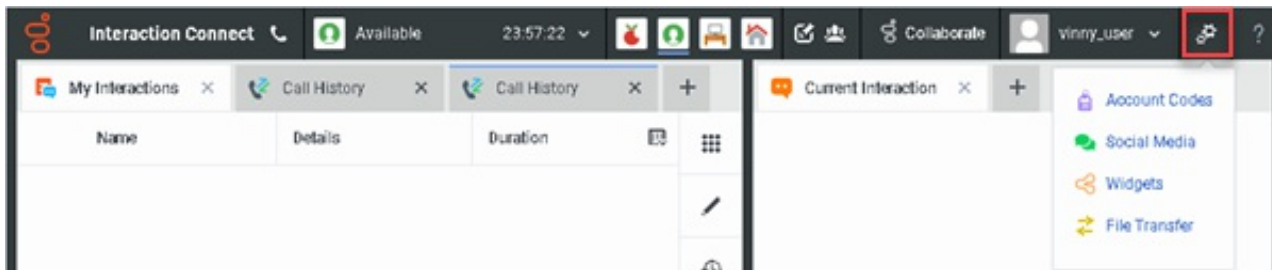 Interaction Connect Available 23:57:22 Collaborate vinny_user ?
My Interactions × Call History × Call History × + Current Interaction × +
Name Details Duration
Account Codes
Social Media
Widgets
File Transfer